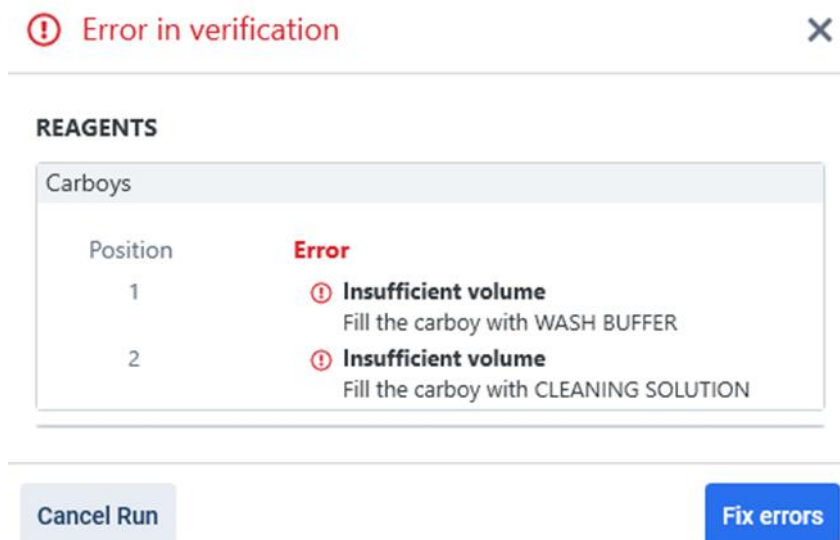 Error in verification
REAGENTS
Carboys
Position Error
1 Insufficient volume
Fill the carboy with WASH BUFFER
2 Insufficient volume
Fill the carboy with CLEANING SOLUTION
Cancel Run Fix errors